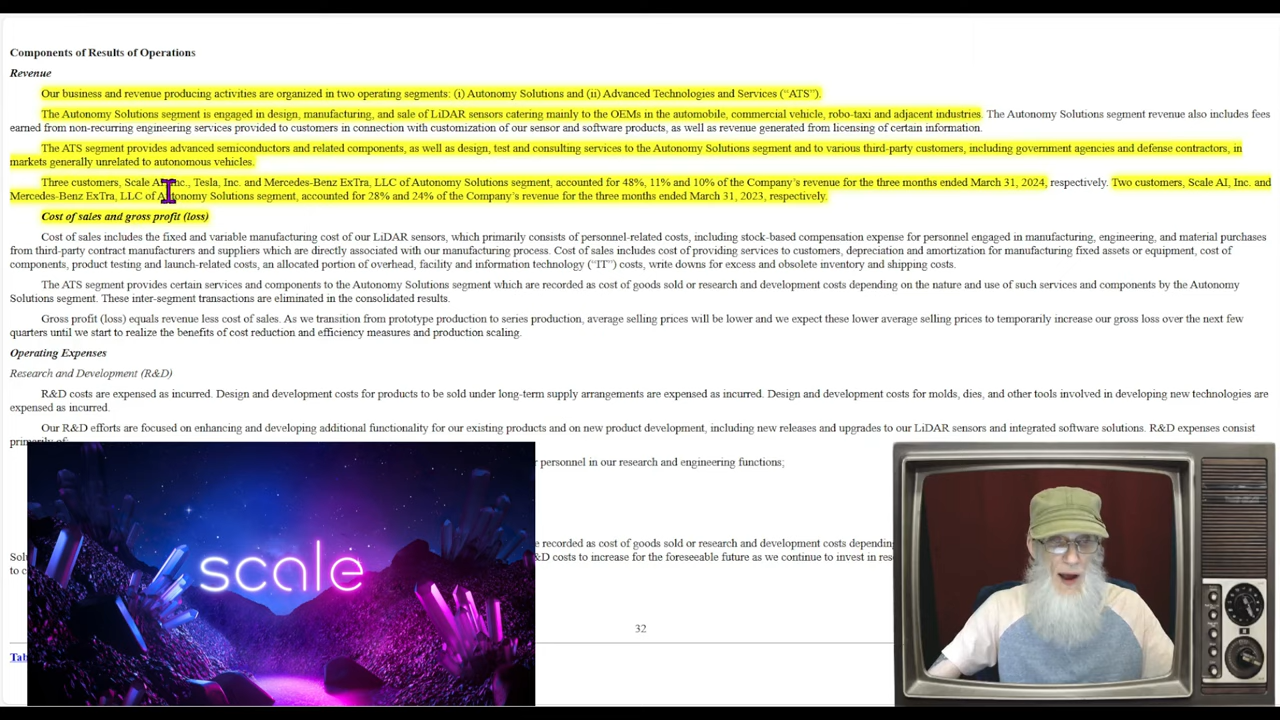 Components of Results of Operations
Revenue
Our business and revenue producing activities are organized in two operating segments: (i) Autonomy Solutions and (ii) Advanced Technologies and Services (“ATS”).
The Autonomy Solutions segment is engaged in design, manufacturing, and sale of LiDAR sensors catering mainly to the OEMs in the automobile, commercial vehicle, robo-taxi and adjacent industries. The Autonomy Solutions segment revenue also includes fees
earned from non-recurring engineering services provided to customers in connection with customization of our sensor and software products, as well as revenue generated from licensing of certain information.
The ATS segment provides advanced semiconductors and related components, as well as design, test and consulting services to the Autonomy Solutions segment and to various third-party customers, including government agencies and defense contractors, in
markets generally unrelated to autonomous vehicles.
Three customers, Scale AI, Inc., Tesla, Inc. and Mercedes-Benz ExTra, LLC of Autonomy Solutions segment, accounted for 48%, 11% and 10% of the Company’s revenue for the three months ended March 31, 2024, respectively. Two customers, Scale AI, Inc. and
Mercedes-Benz ExTra, LLC of Autonomy Solutions segment, accounted for 28% and 24% of the Company’s revenue for the three months ended March 31, 2023, respectively.
Cost of sales and gross profit (loss)
Cost of sales includes the fixed and variable manufacturing cost of our LiDAR sensors, which primarily consists of personnel-related costs, including stock-based compensation expense for personnel engaged in manufacturing, engineering, and material purchases
from third-party contract manufacturers and suppliers which are directly associated with our manufacturing process. Cost of sales includes cost of providing services to customers, depreciation and amortization for manufacturing fixed assets or equipment, cost of
components, product testing and launch-related costs, an allocated portion of overhead, facility and information technology (“IT”) costs, write downs for excess and obsolete inventory and shipping costs.
The ATS segment provides certain services and components to the Autonomy Solutions segment which are recorded as cost of goods sold or research and development costs depending on the nature and use of such services and components by the Autonomy
Solutions segment. These inter-segment transactions are eliminated in the consolidated results.
Gross profit (loss) equals revenue less cost of sales. As we transition from prototype production to series production, average selling prices will be lower and we expect these lower average selling prices to temporarily increase our gross loss over the next few
quarters until we start to realize the benefits of cost reduction and efficiency measures and production scaling.
Operating Expenses
Research and Development (R&D)
R&D costs are expensed as incurred. Design and development costs for products to be sold under long-term supply arrangements are expensed as incurred. Design and development costs for molds, dies, and other tools involved in developing new technologies are
expensed as incurred.
Our R&D efforts are focused on enhancing and developing additional functionality for our existing products and on new product development, including new releases and upgrades to our LiDAR sensors and integrated software solutions. R&D expenses consist
primarily of
personnel in our research and engineering functions;
e recorded as cost of goods sold or research and development costs
&D costs to increase for the foreseeable future as we continue to invest in
to
scale
32